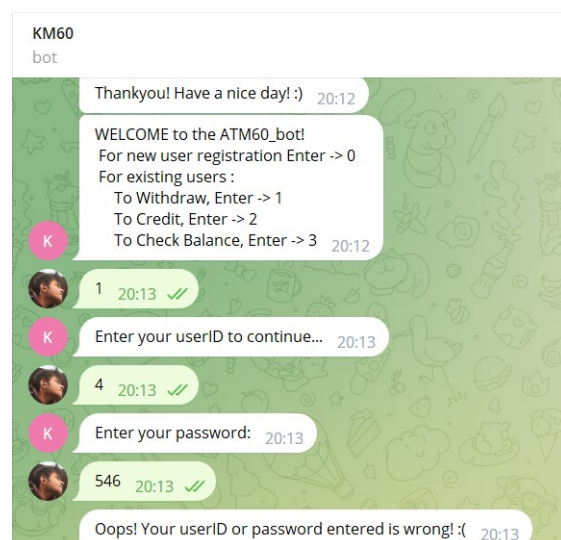 KM60
bot
Thankyou! Have a nice day! :) 20:12
WELCOME to the ATM60_bot!
For new user registration Enter -> 0
For existing users :
To Withdraw, Enter -> 1
To Credit, Enter -> 2
To Check Balance, Enter -> 3 20:12
K
1 20:13
K
Enter your userID to continue... 20:13
4 20:13
K
Enter your password: 20:13
546 20:13
Oops! Your userID or password entered is wrong! :( 20:13